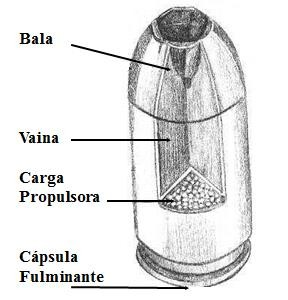 Bala
Vaina
Carga
Propulsora
Cápsula
Fulminante